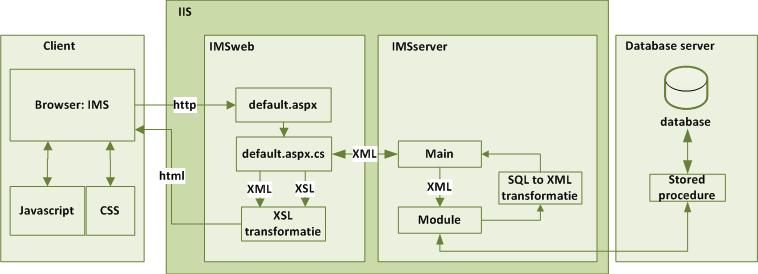 IIS
Client
IMSweb
IMSserver
Database server
Browser: IMS
http
default.aspx
database
html
default.aspx.cs
XML
Main
XML
XSL
XML
SQL to XML
transformatie
Stored
procedure
Javascript
CSS
XSL
transformatie
Module